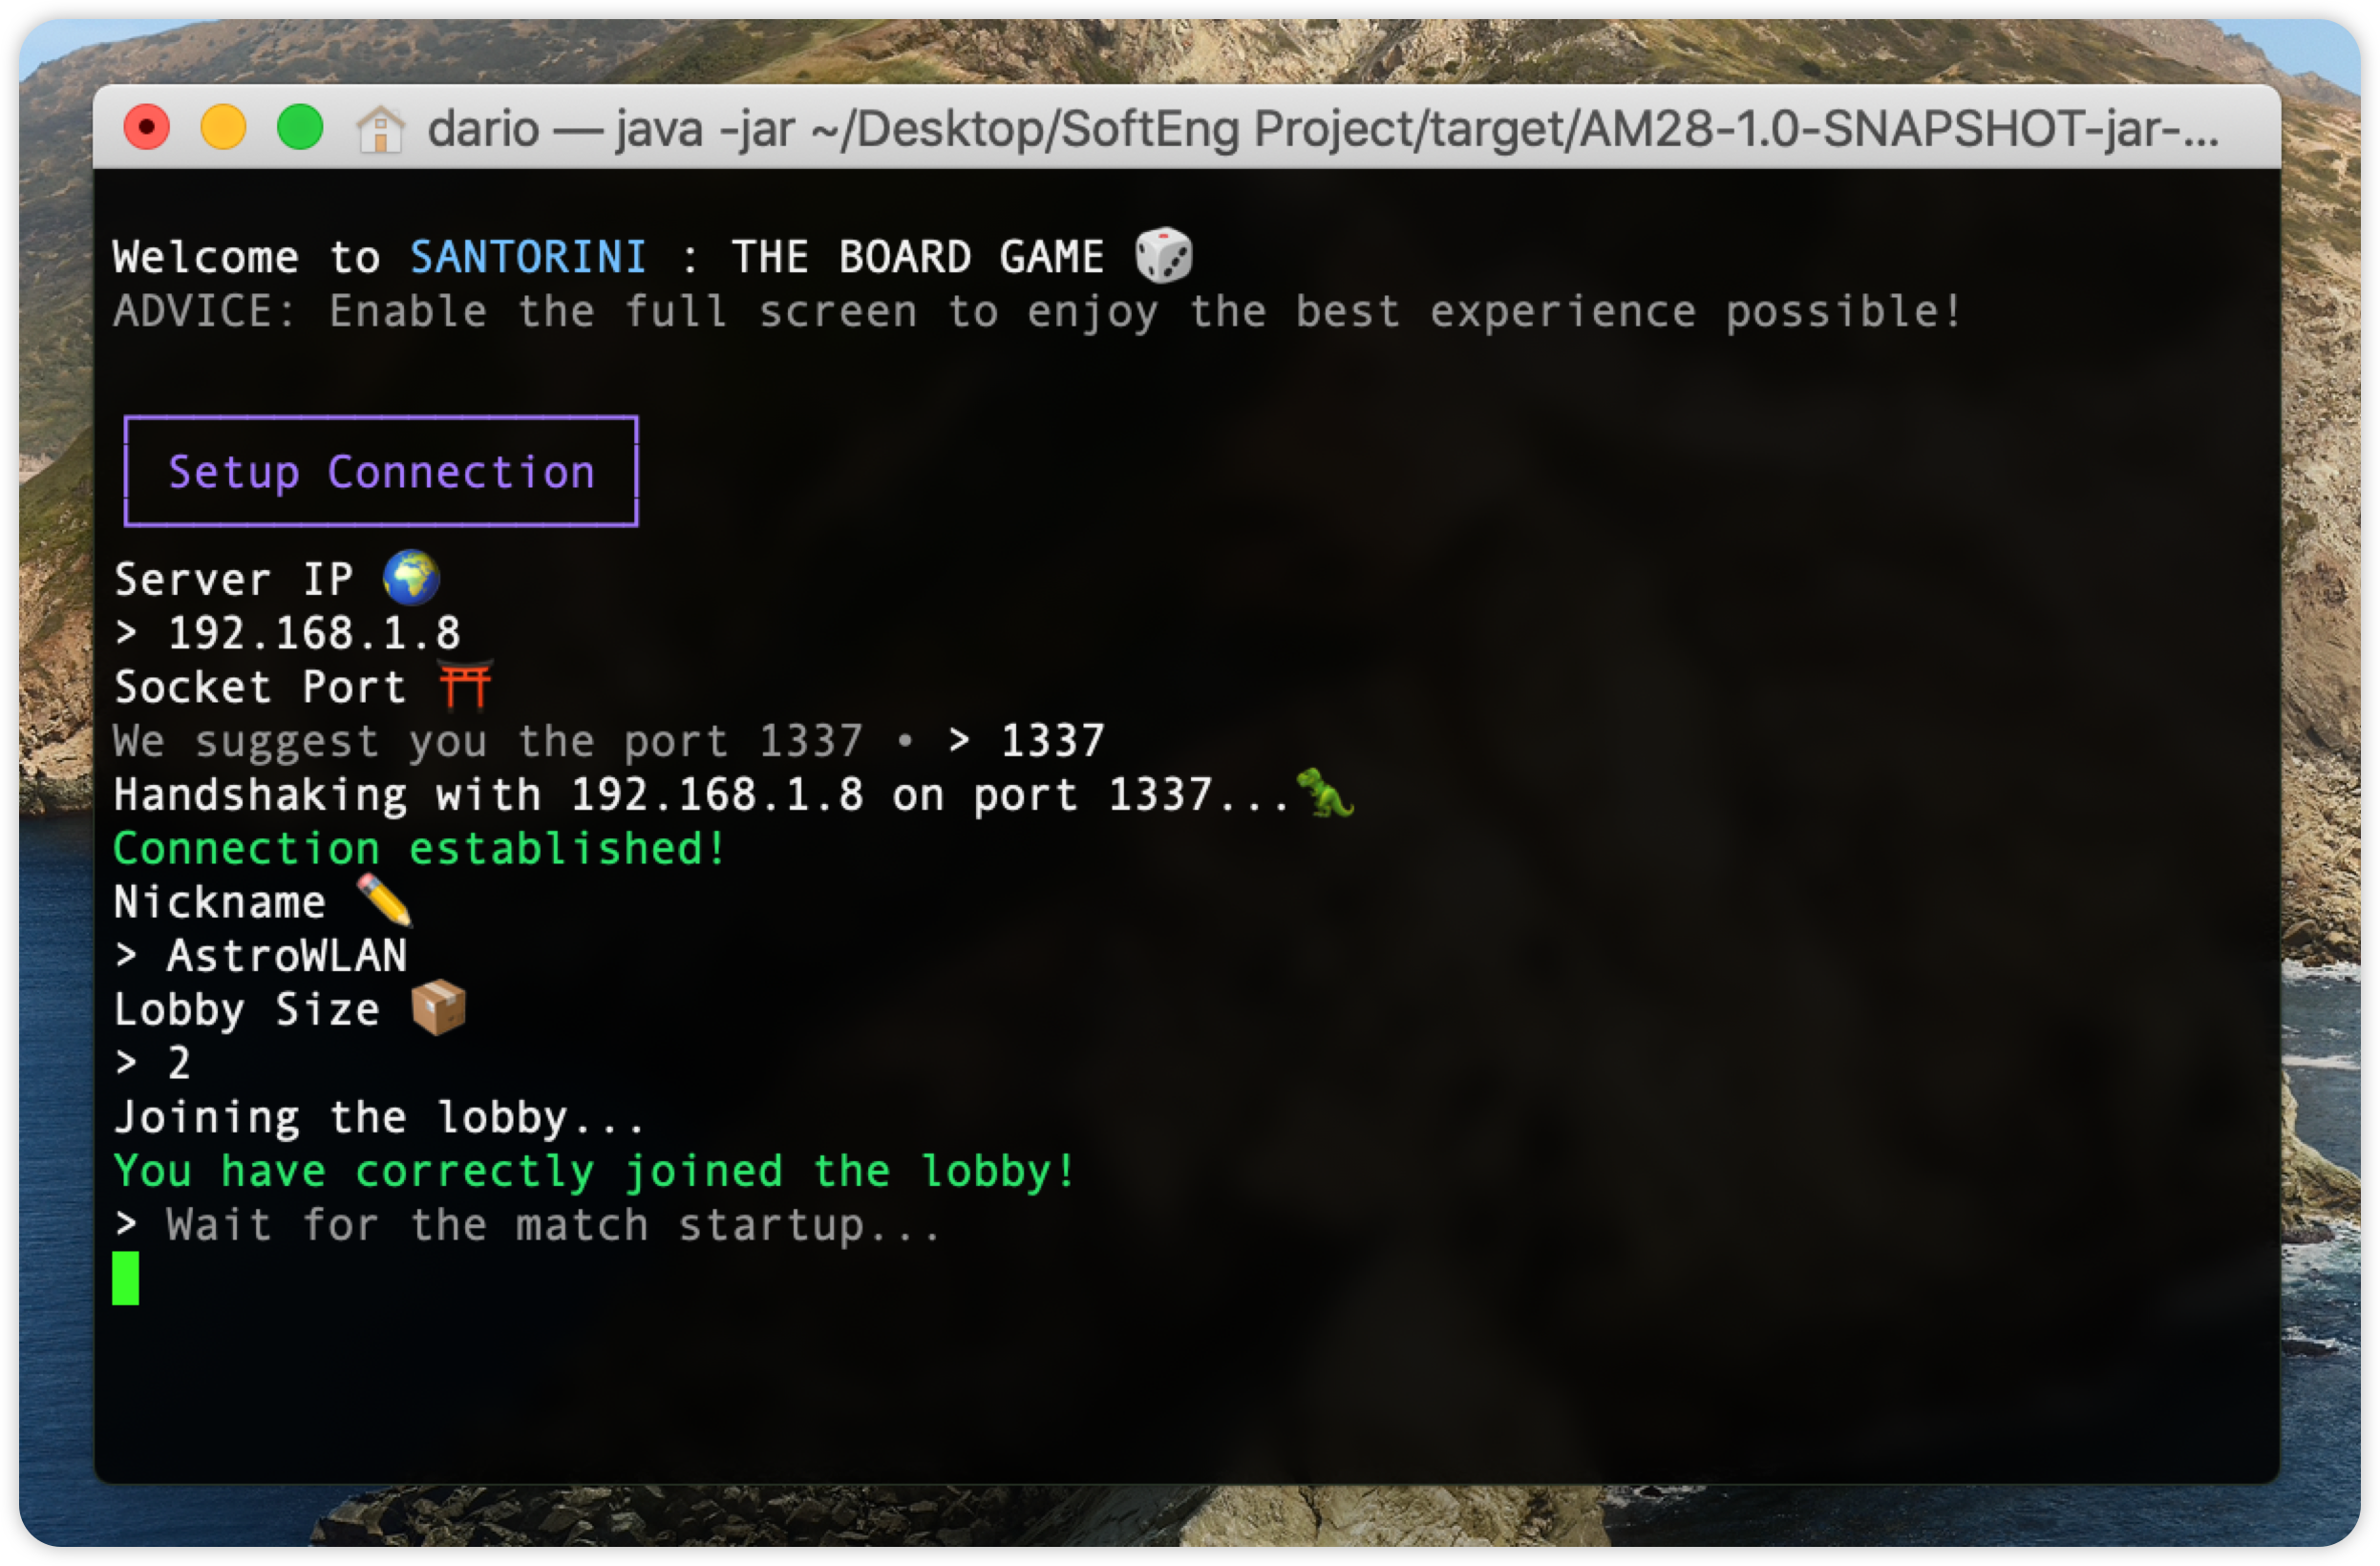 dario — java -jar ~/Desktop/SoftEng Project/target/AM28-1.0-SNAPSHOT-jar-...
Welcome to SANTORINI : THE BOARD GAME 🎲
ADVICE: Enable the full screen to enjoy the best experience possible!
Setup Connection
Server IP 🌍
> 192.168.1.8
Socket Port ⛩
We suggest you the port 1337 • > 1337
Handshaking with 192.168.1.8 on port 1337...🦖
Connection established!
Nickname ✏️
> AstroWLAN
Lobby Size 📦
> 2
Joining the lobby...
You have correctly joined the lobby!
> Wait for the match startup...